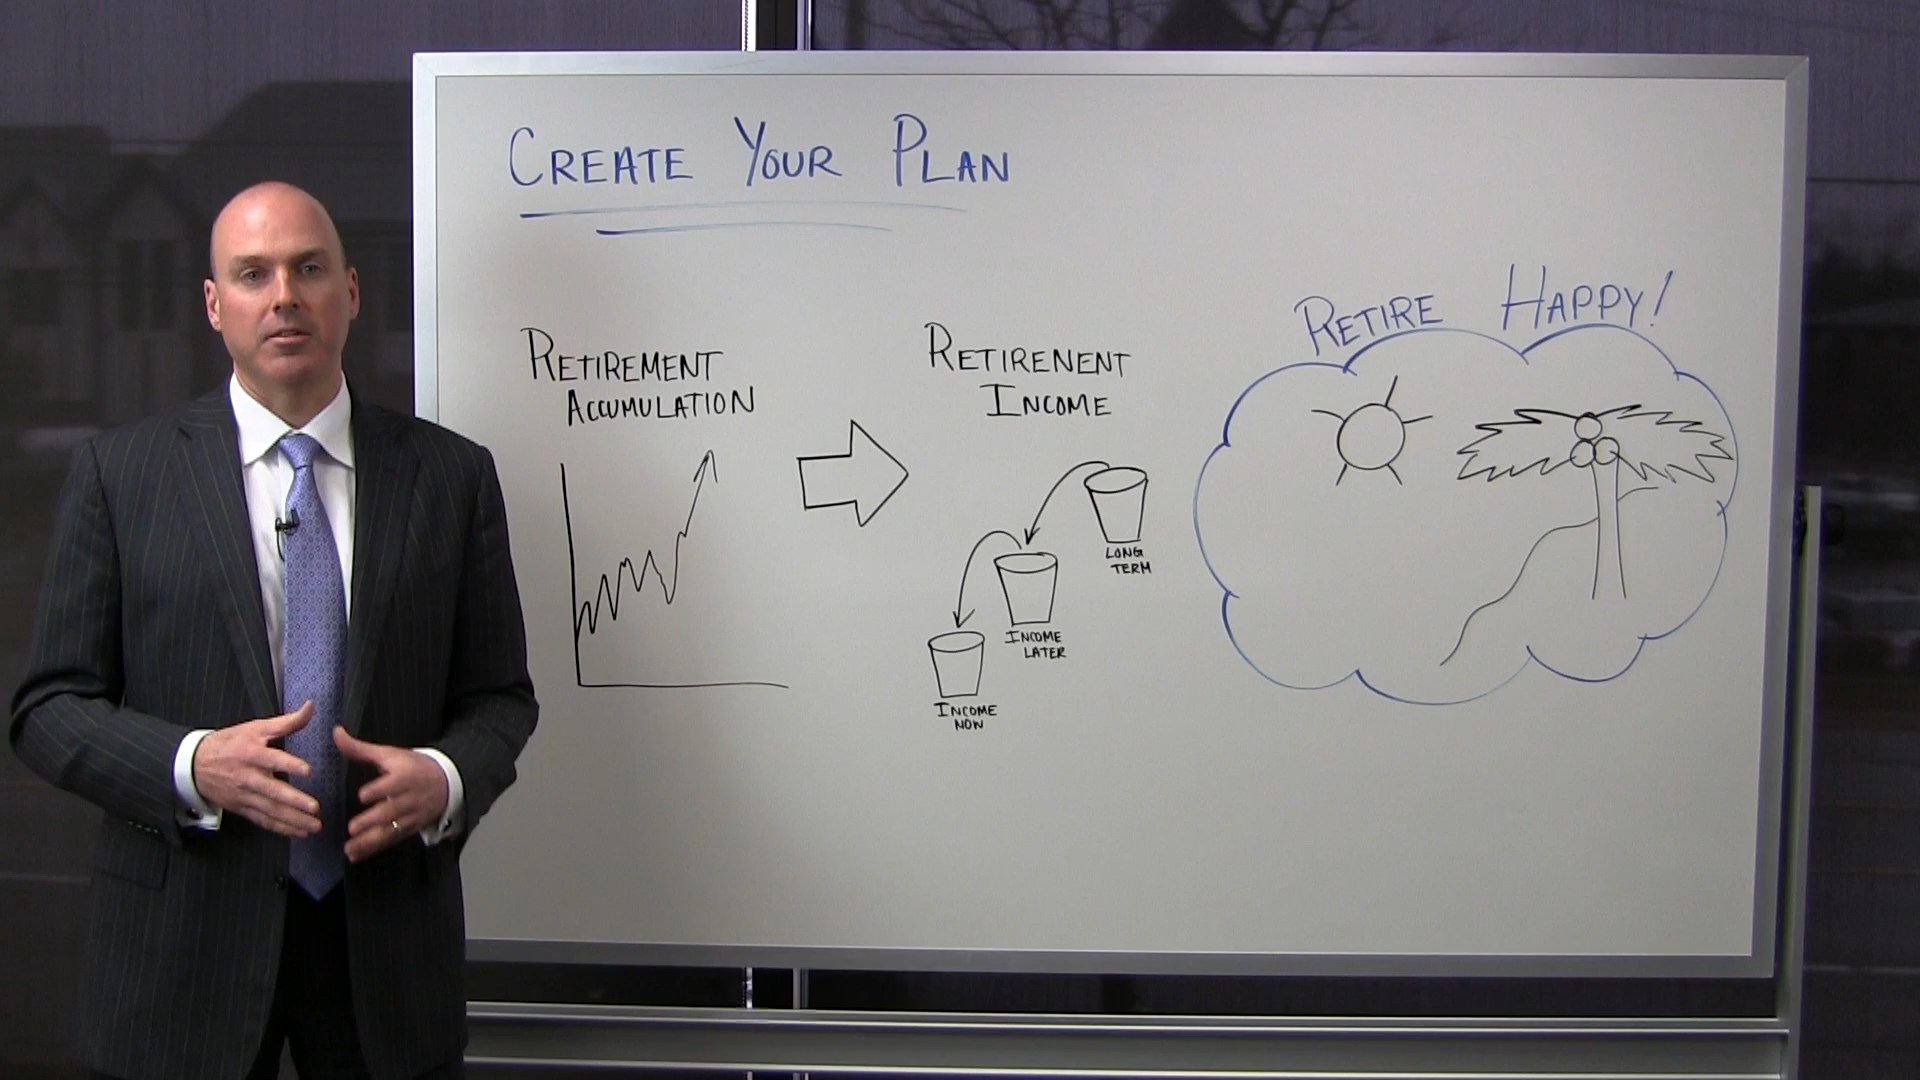 CREATE YOUR PLAN
RETIREMENT
ACCUMULATION
RETIRENENT
INCOME
LONG
TERM
INCOME
LATER
INCOME
NOW
RETIRE HAPPY!